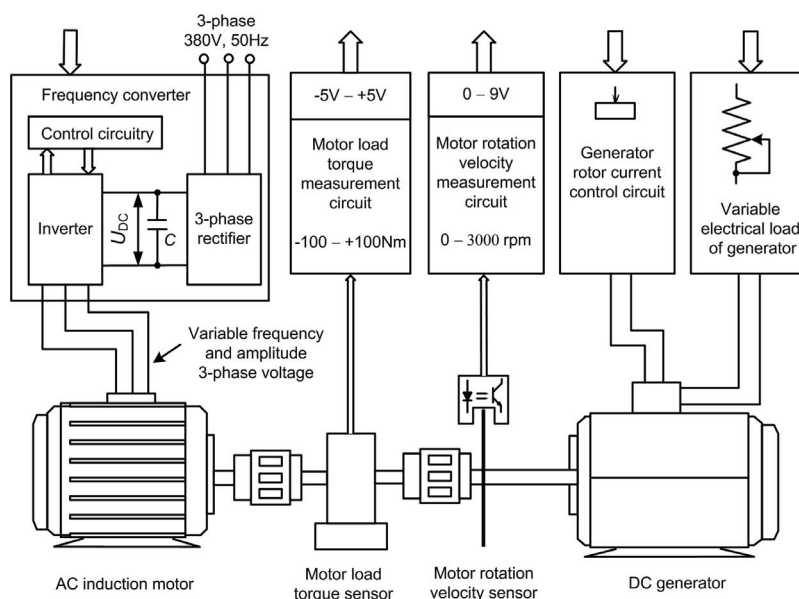 3-phase
380V, 50Hz
Frequency converter
Control circuitry
Inverter
U_DC
C
3-phase
rectifier
-5V – +5V
Motor load
torque
measurement
circuit
-100 – +100Nm
0 – 9V
Motor rotation
velocity
measurement
circuit
0 – 3000 rpm
Generator
rotor current
control circuit
Variable
electrical load
of generator
Variable frequency
and amplitude
3-phase voltage
AC induction motor
Motor load
torque sensor
Motor rotation
velocity sensor
DC generator